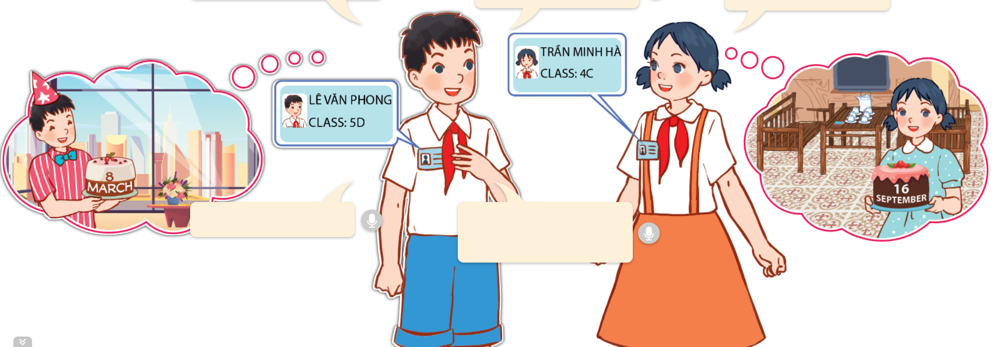 TRẦN MINH HÀ
CLASS: 4C
LÊ VĂN PHONG
CLASS: 5D
8
MARCH
16
SEPTEMBER